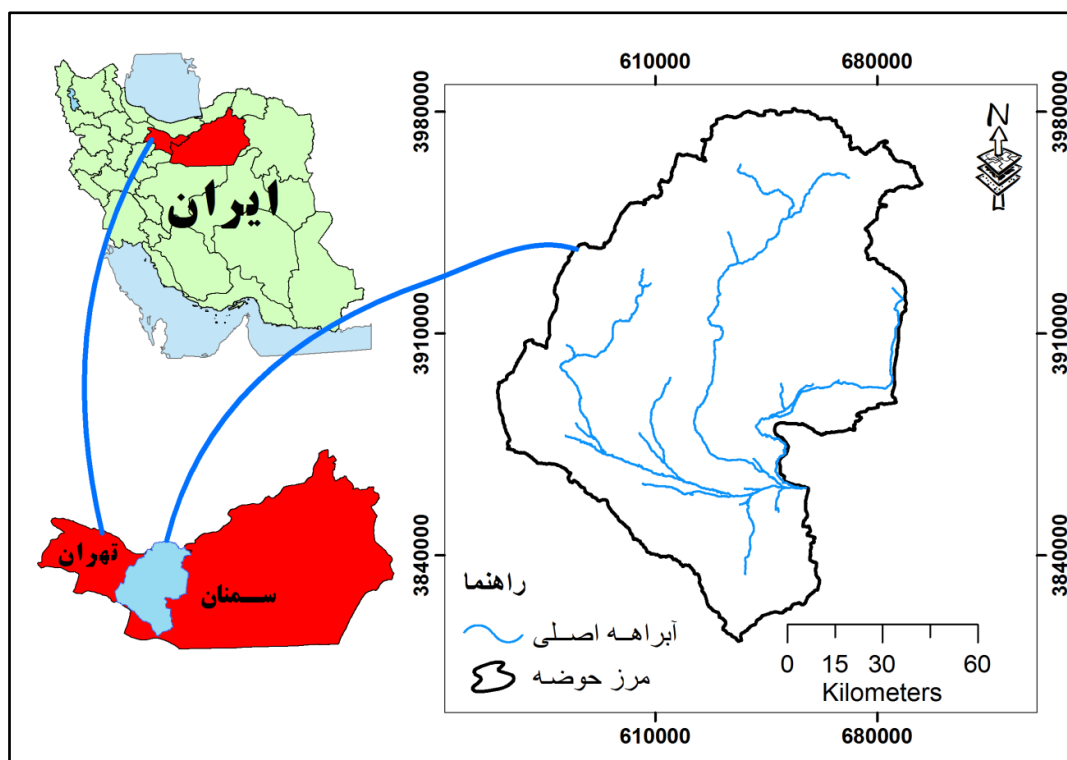 610000
680000
3980000
3980000
N
ایران
3910000
3910000
تهران
سمنان
3840000
3840000
راهنما
آبراهه اصلی
مرز حوضه
0 15 30 60
Kilometers
610000
680000